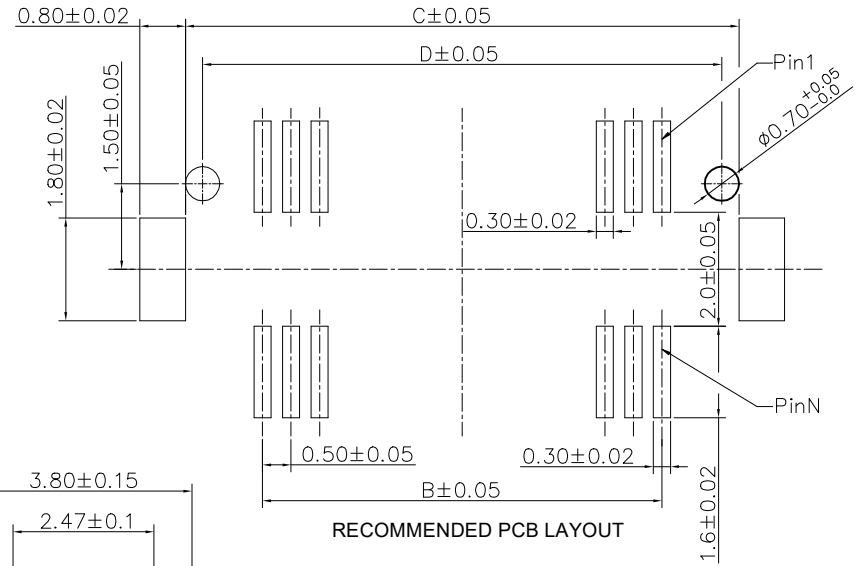 0.80±0.02
C±0.05
D±0.05
Pin1
ø0.70 +0.05 -0.0
1.50±0.05
1.80±0.02
0.30±0.02
2.0±0.05
PinN
0.50±0.05
0.30±0.02
3.80±0.15
B±0.05
2.47±0.1
RECOMMENDED PCB LAYOUT
1.6±0.02